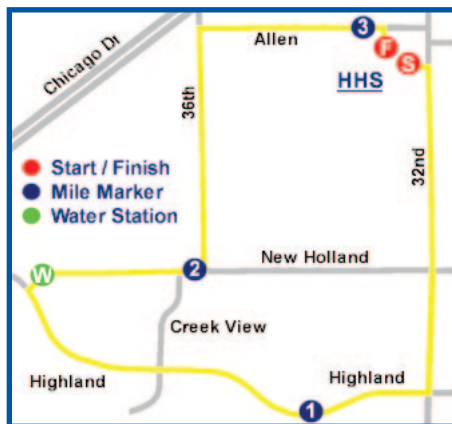 3
Allen
F
S
HHS
Chicago Dr
36th
32nd
Start / Finish
Mile Marker
Water Station
W
2
New Holland
Creek View
Highland
Highland
1